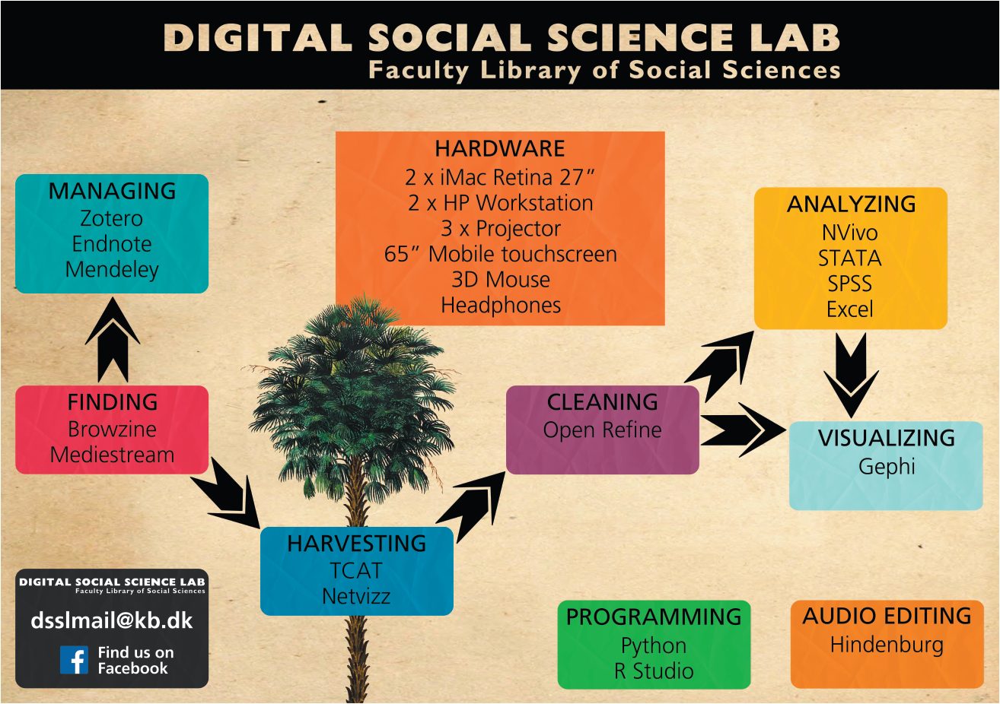 DIGITAL SOCIAL SCIENCE LAB
Faculty Library of Social Sciences
HARDWARE
2 x iMac Retina 27”
2 x HP Workstation
3 x Projector
65” Mobile touchscreen
3D Mouse
Headphones
MANAGING
Zotero
Endnote
Mendeley
ANALYZING
NVivo
STATA
SPSS
Excel
FINDING
Browzine
Mediestream
CLEANING
Open Refine
VISUALIZING
Gephi
HARVESTING
TCAT
Netvizz
DIGITAL SOCIAL SCIENCE LAB
Faculty Library of Social Sciences
dsslmail@kb.dk
f
Find us on
Facebook
PROGRAMMING
Python
R Studio
AUDIO EDITING
Hindenburg